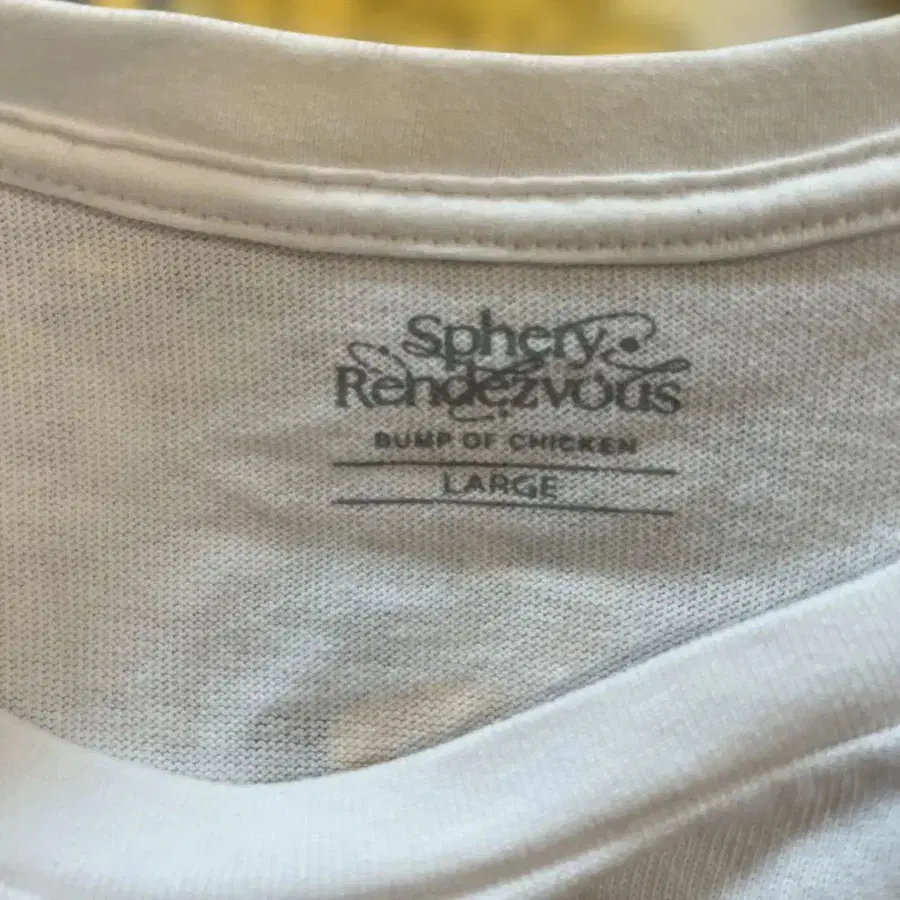 Sphery
Rendezvous
BUMP OF CHICKEN
LARGE